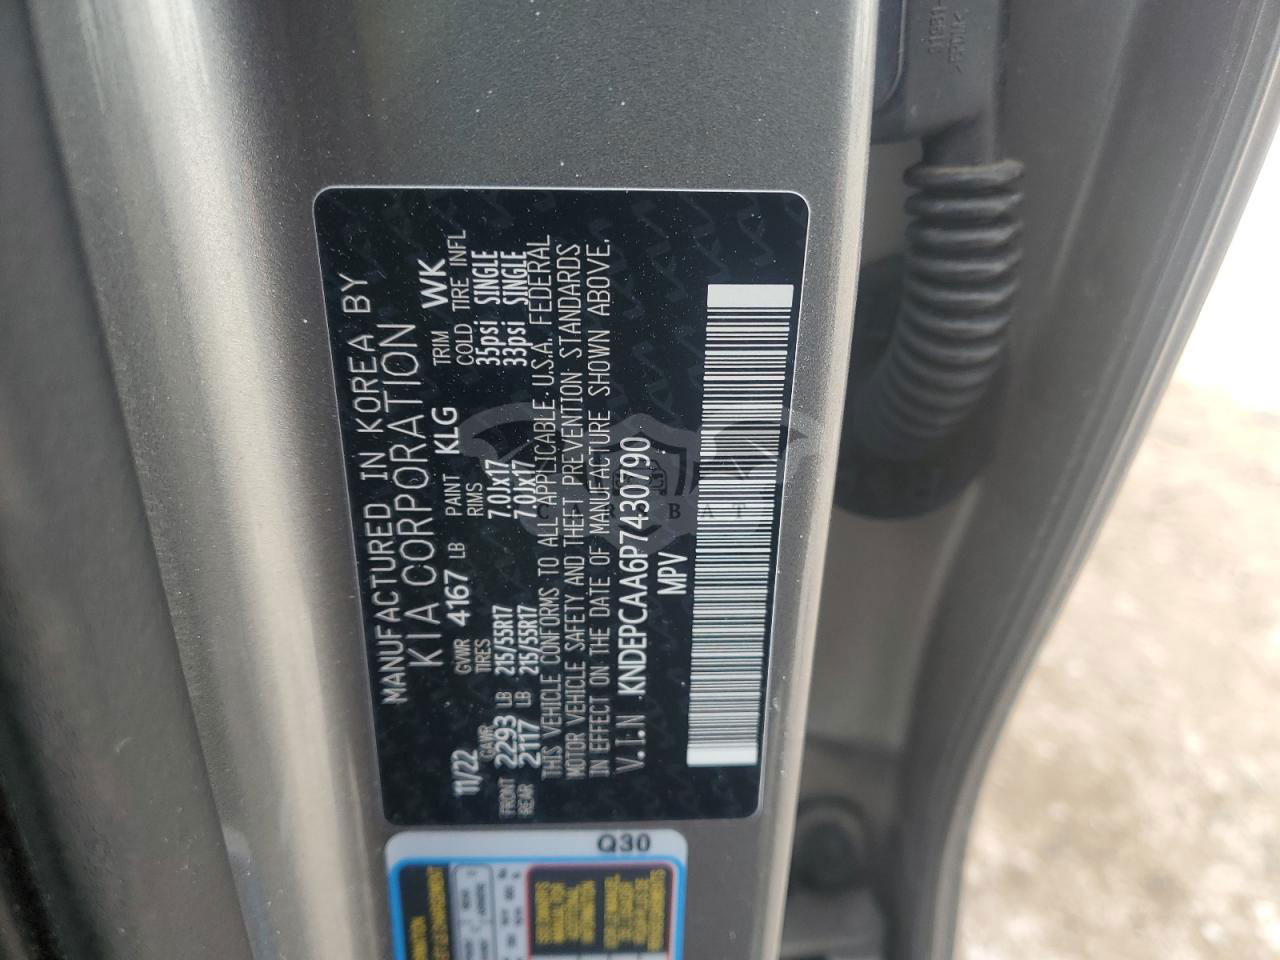 MANUFACTURED IN KOREA BY
KIA CORPORATION
11/22 GVWR 4167 LB PAINT KLG TRIM WK
GAWR TIRES RIMS COLD TIRE INFL
FRONT 2293 LB 215/55R17 7.0Jx17 35psi SINGLE
REAR 2117 LB 215/55R17 7.0Jx17 33psi SINGLE
THIS VEHICLE CONFORMS TO ALL APPLICABLE U.S.A. FEDERAL
MOTOR VEHICLE SAFETY AND THEFT PREVENTION STANDARDS
IN EFFECT ON THE DATE OF MANUFACTURE SHOWN ABOVE.
V.I.N KNDEPCAA6P7430790
MPV
Q30
CAR BAT